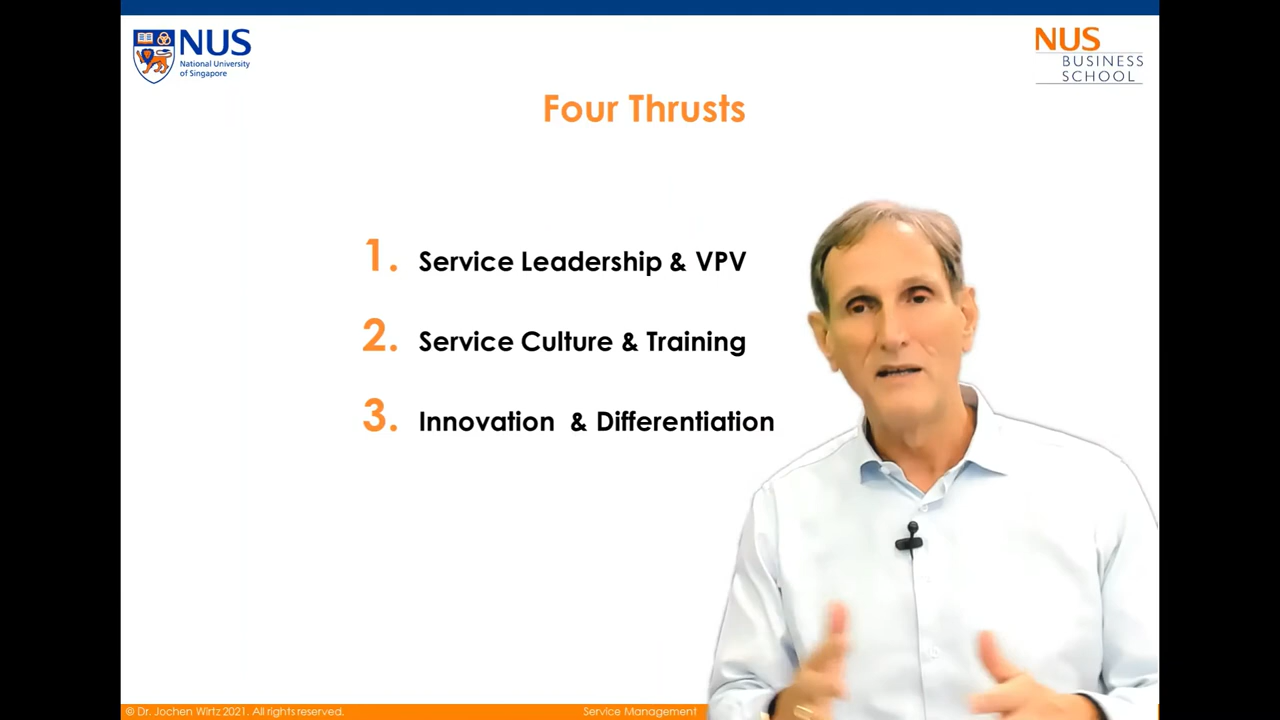 NUS
National University
of Singapore
NUS
BUSINESS
SCHOOL
Four Thrusts
1. Service Leadership & VPV
2. Service Culture & Training
3. Innovation & Differentiation
© Dr. Jochen Wirtz 2021. All rights reserved.
Service Management